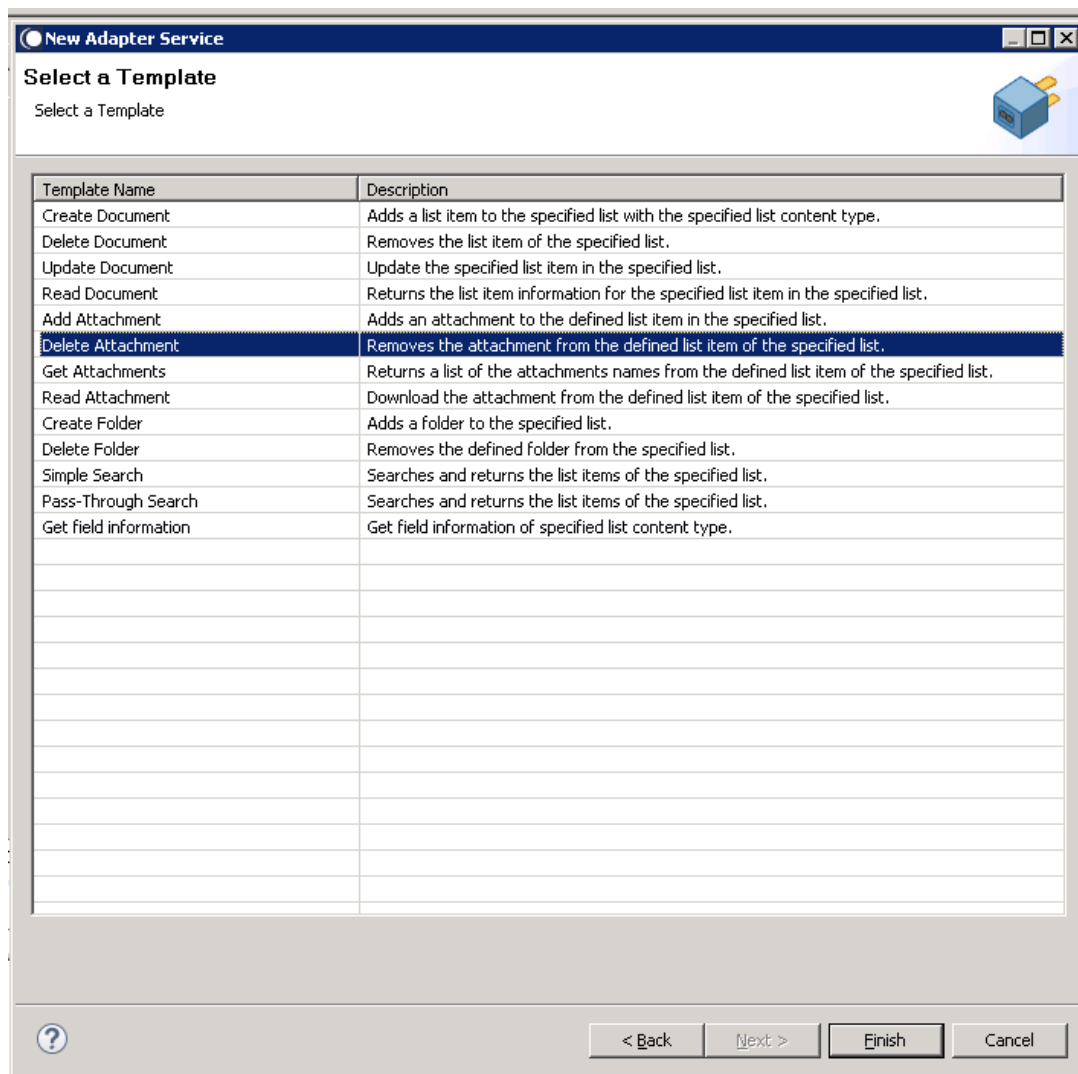 New Adapter Service
Select a Template
Select a Template
Template Name Description
Create Document Adds a list item to the specified list with the specified list content type.
Delete Document Removes the list item of the specified list.
Update Document Update the specified list item in the specified list.
Read Document Returns the list item information for the specified list item in the specified list.
Add Attachment Adds an attachment to the defined list item in the specified list.
Delete Attachment Removes the attachment from the defined list item of the specified list.
Get Attachments Returns a list of the attachments names from the defined list item of the specified list.
Read Attachment Download the attachment from the defined list item of the specified list.
Create Folder Adds a folder to the specified list.
Delete Folder Removes the defined folder from the specified list.
Simple Search Searches and returns the list items of the specified list.
Pass-Through Search Searches and returns the list items of the specified list.
Get field information Get field information of specified list content type.
? < Back Next > Finish Cancel